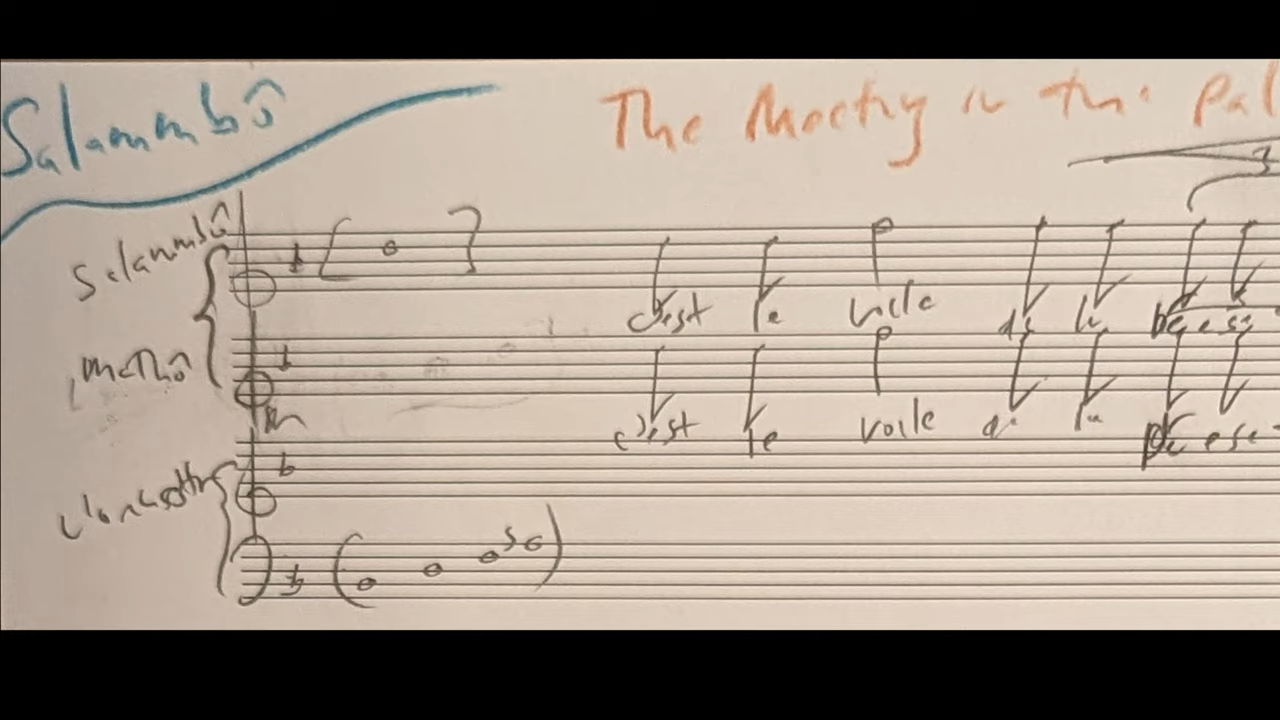 Salammbô
The Meeting in the Pal
3
Salammbô
C'est le voile de la Déesse
Mathô
C'est le voile de la Déesse